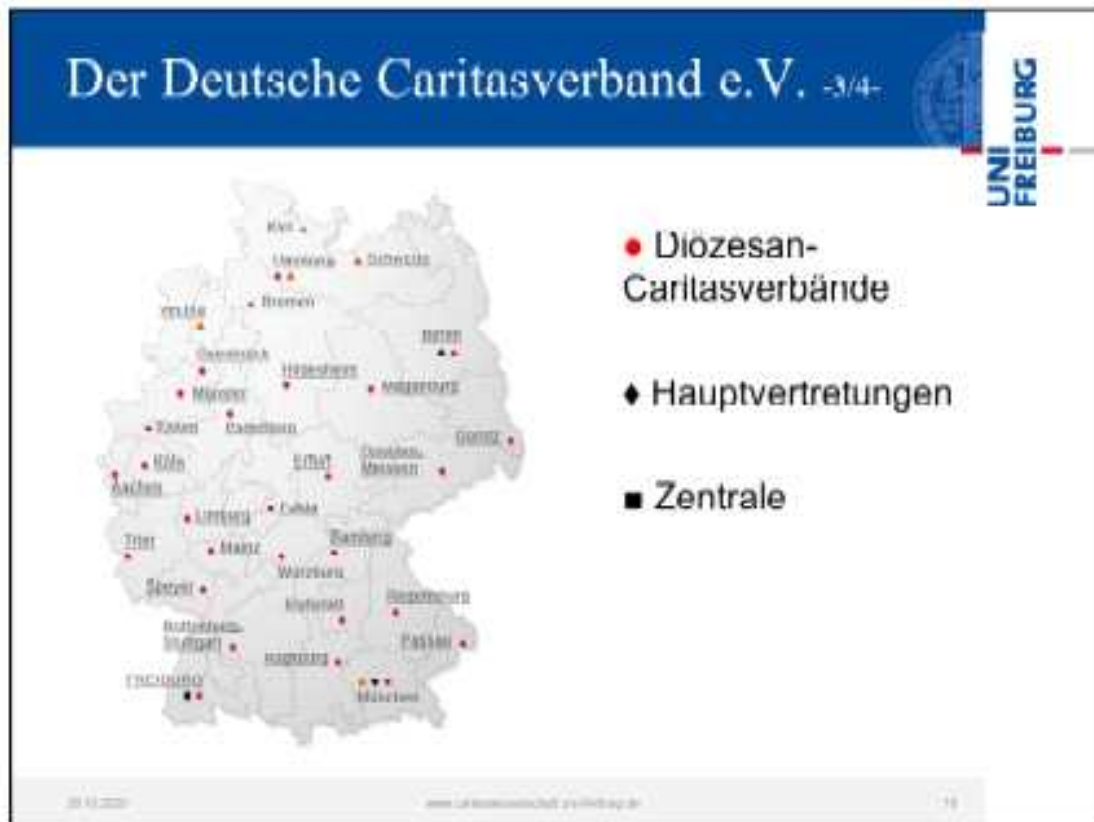 Der Deutsche Caritasverband e.V. -3/4-
UNI
FREIBURG
● Diözesan-
Caritasverbände
♦ Hauptvertretungen
■ Zentrale
Kiel
Hamburg
Schwerin
Bremen
Berlin
Osnabrück
Hildesheim
Magdeburg
Münster
Essen
Paderborn
Görlitz
Köln
Erfurt
Dresden-
Meissen
Aachen
Limburg
Fulda
Trier
Mainz
Bamberg
Würzburg
Speyer
Eichstätt
Regensburg
Rottenburg-
Stuttgart
Passau
Augsburg
FREIBURG
München